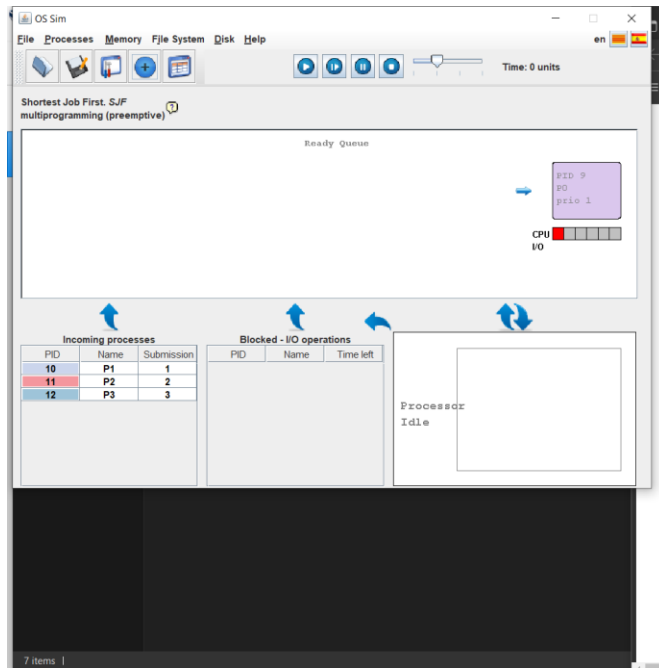 OS Sim
File Processes Memory File System Disk Help
en
Time: 0 units
Shortest Job First. SJF
multiprogramming (preemptive)
?
Ready Queue
PID 9
P0
prio 1
CPU
I/O
Incoming processes
PID Name Submission
10 P1 1
11 P2 2
12 P3 3
Blocked - I/O operations
PID Name Time left
Processor
Idle
7 items